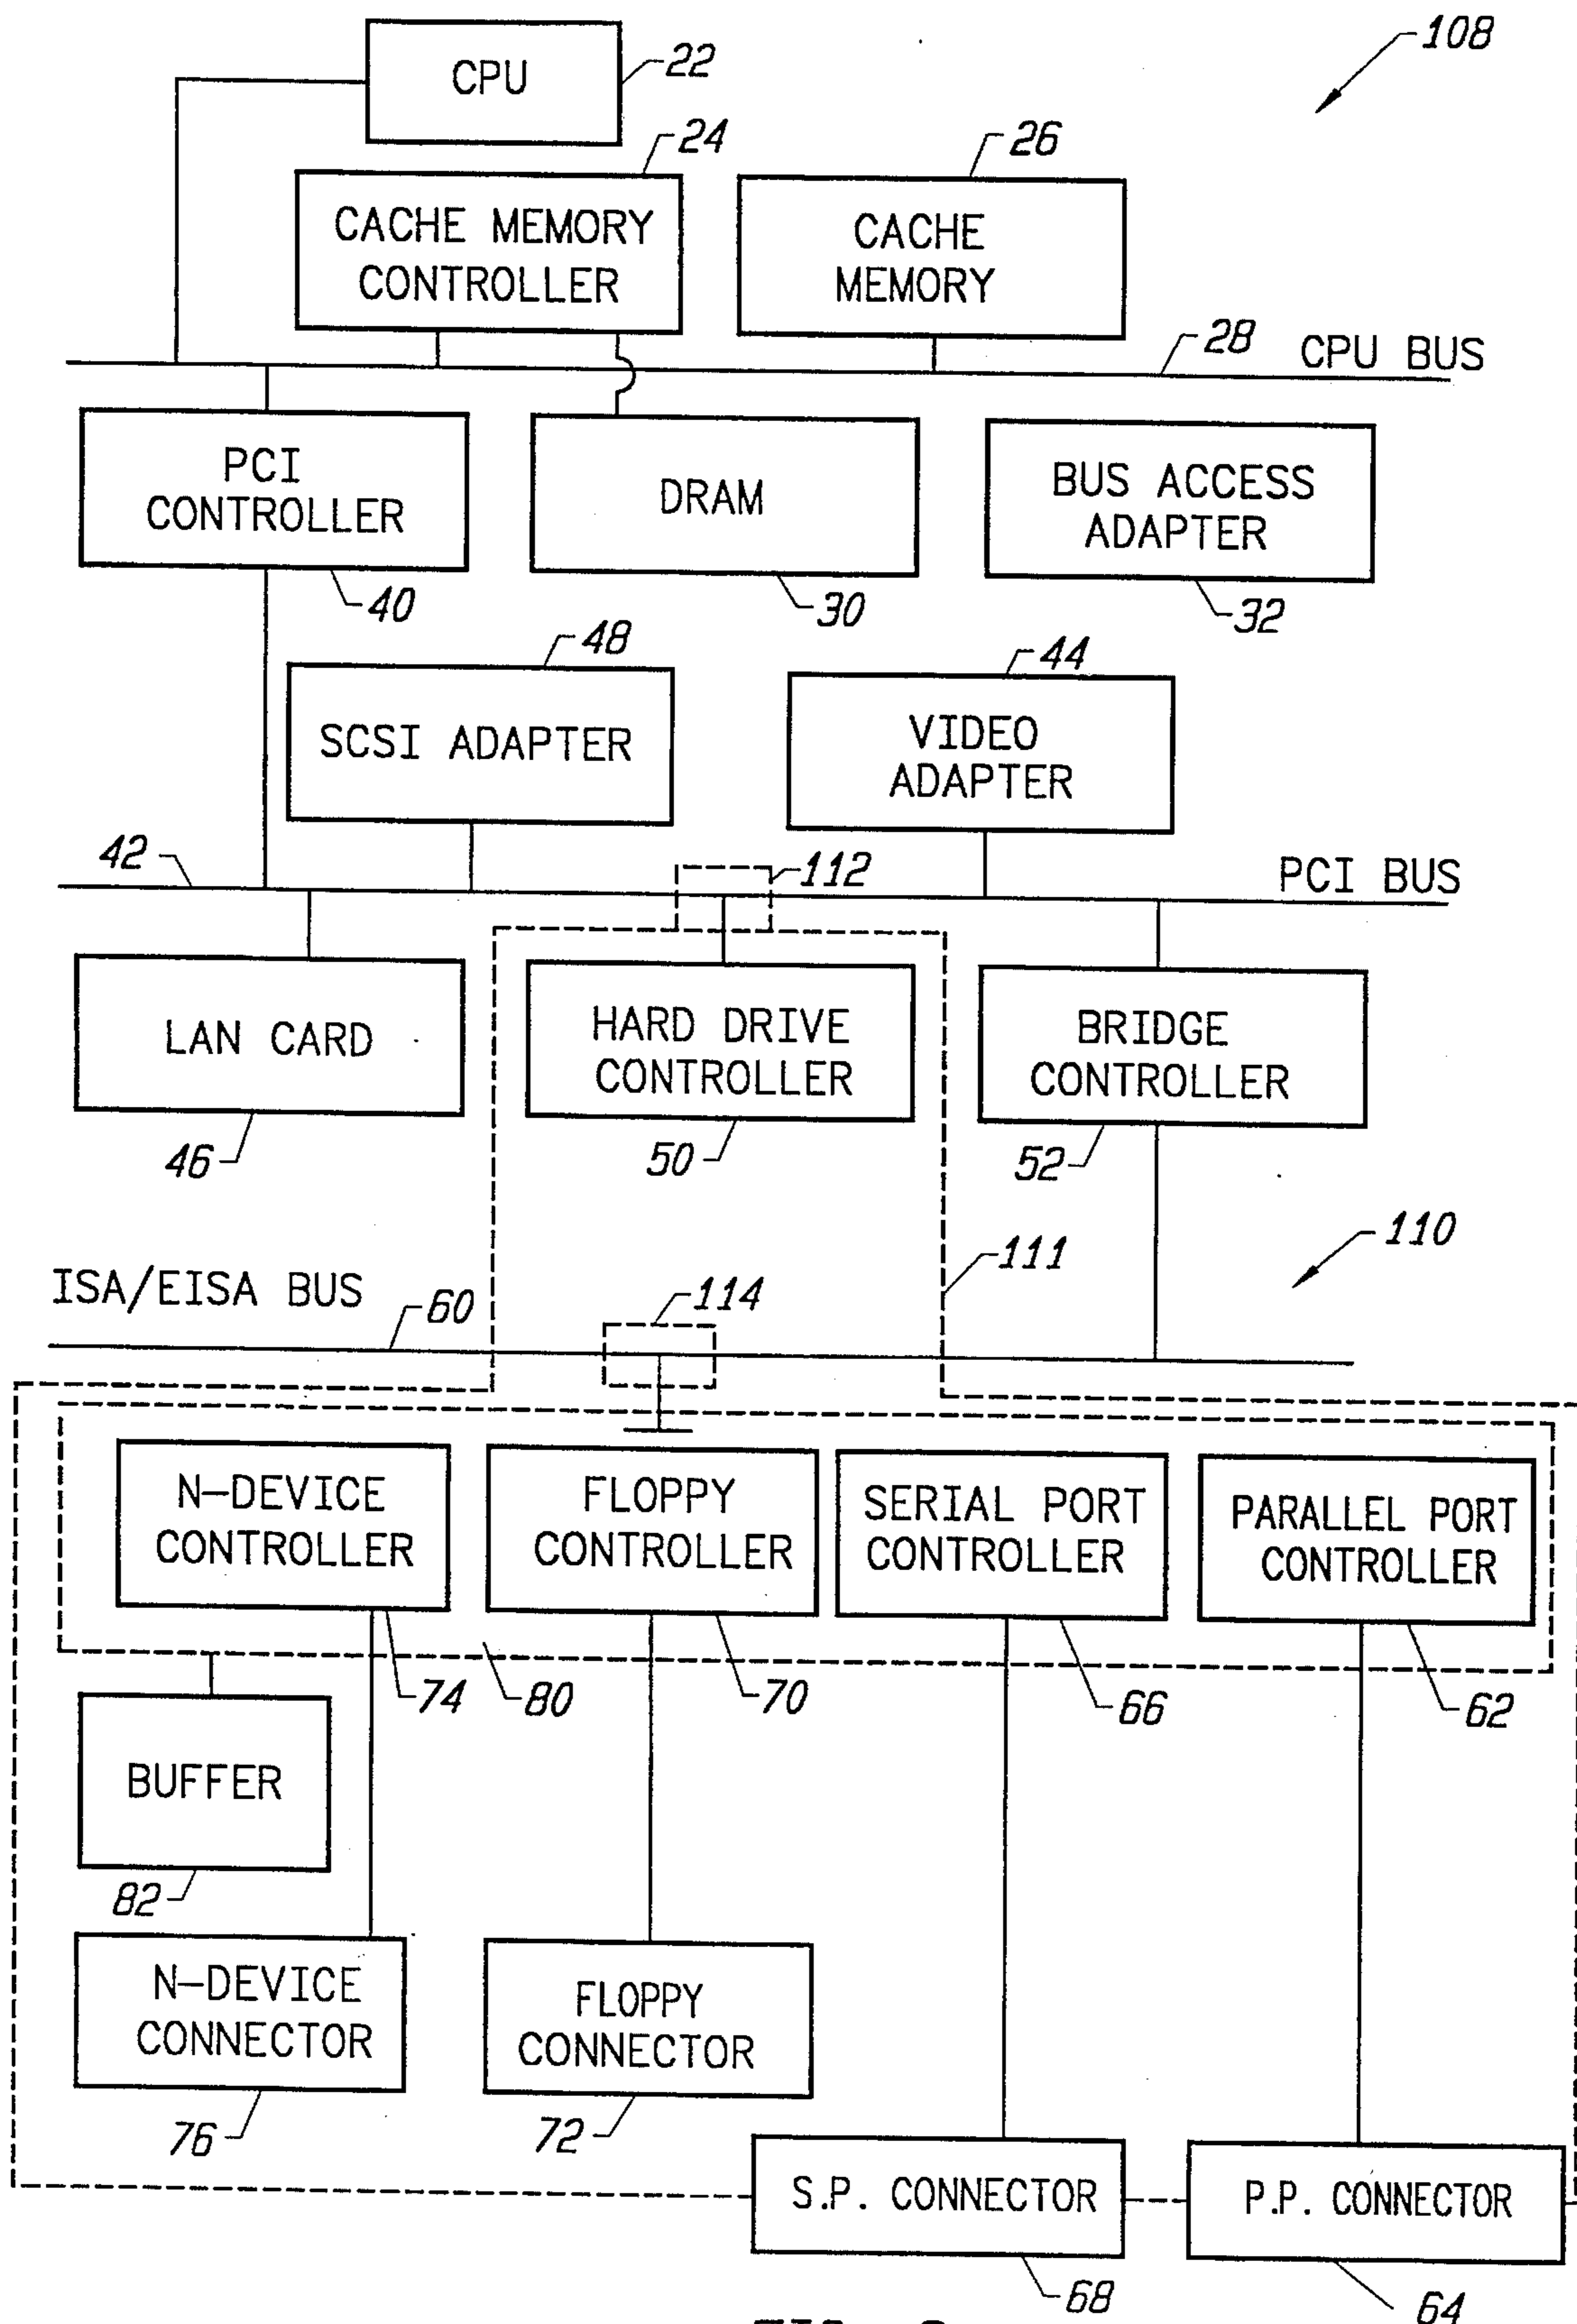 108
CPU
22
24
26
CACHE MEMORY
CONTROLLER
CACHE
MEMORY
28
CPU BUS
PCI
CONTROLLER
DRAM
BUS ACCESS
ADAPTER
40
30
32
48
44
SCSI ADAPTER
VIDEO
ADAPTER
42
112
PCI BUS
LAN CARD
HARD DRIVE
CONTROLLER
BRIDGE
CONTROLLER
46
50
52
110
111
ISA/EISA BUS
60
114
N-DEVICE
CONTROLLER
FLOPPY
CONTROLLER
SERIAL PORT
CONTROLLER
PARALLEL PORT
CONTROLLER
74
80
70
66
62
BUFFER
82
N-DEVICE
CONNECTOR
FLOPPY
CONNECTOR
76
72
S.P. CONNECTOR
P.P. CONNECTOR
68
64